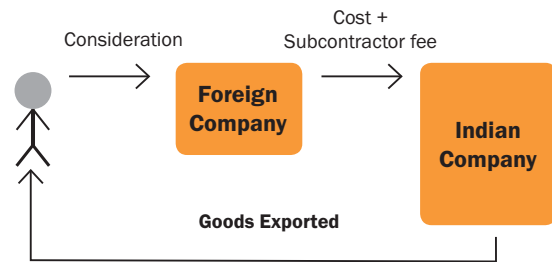 Consideration
Cost +
Subcontractor fee
Foreign
Company
Indian
Company
Goods Exported